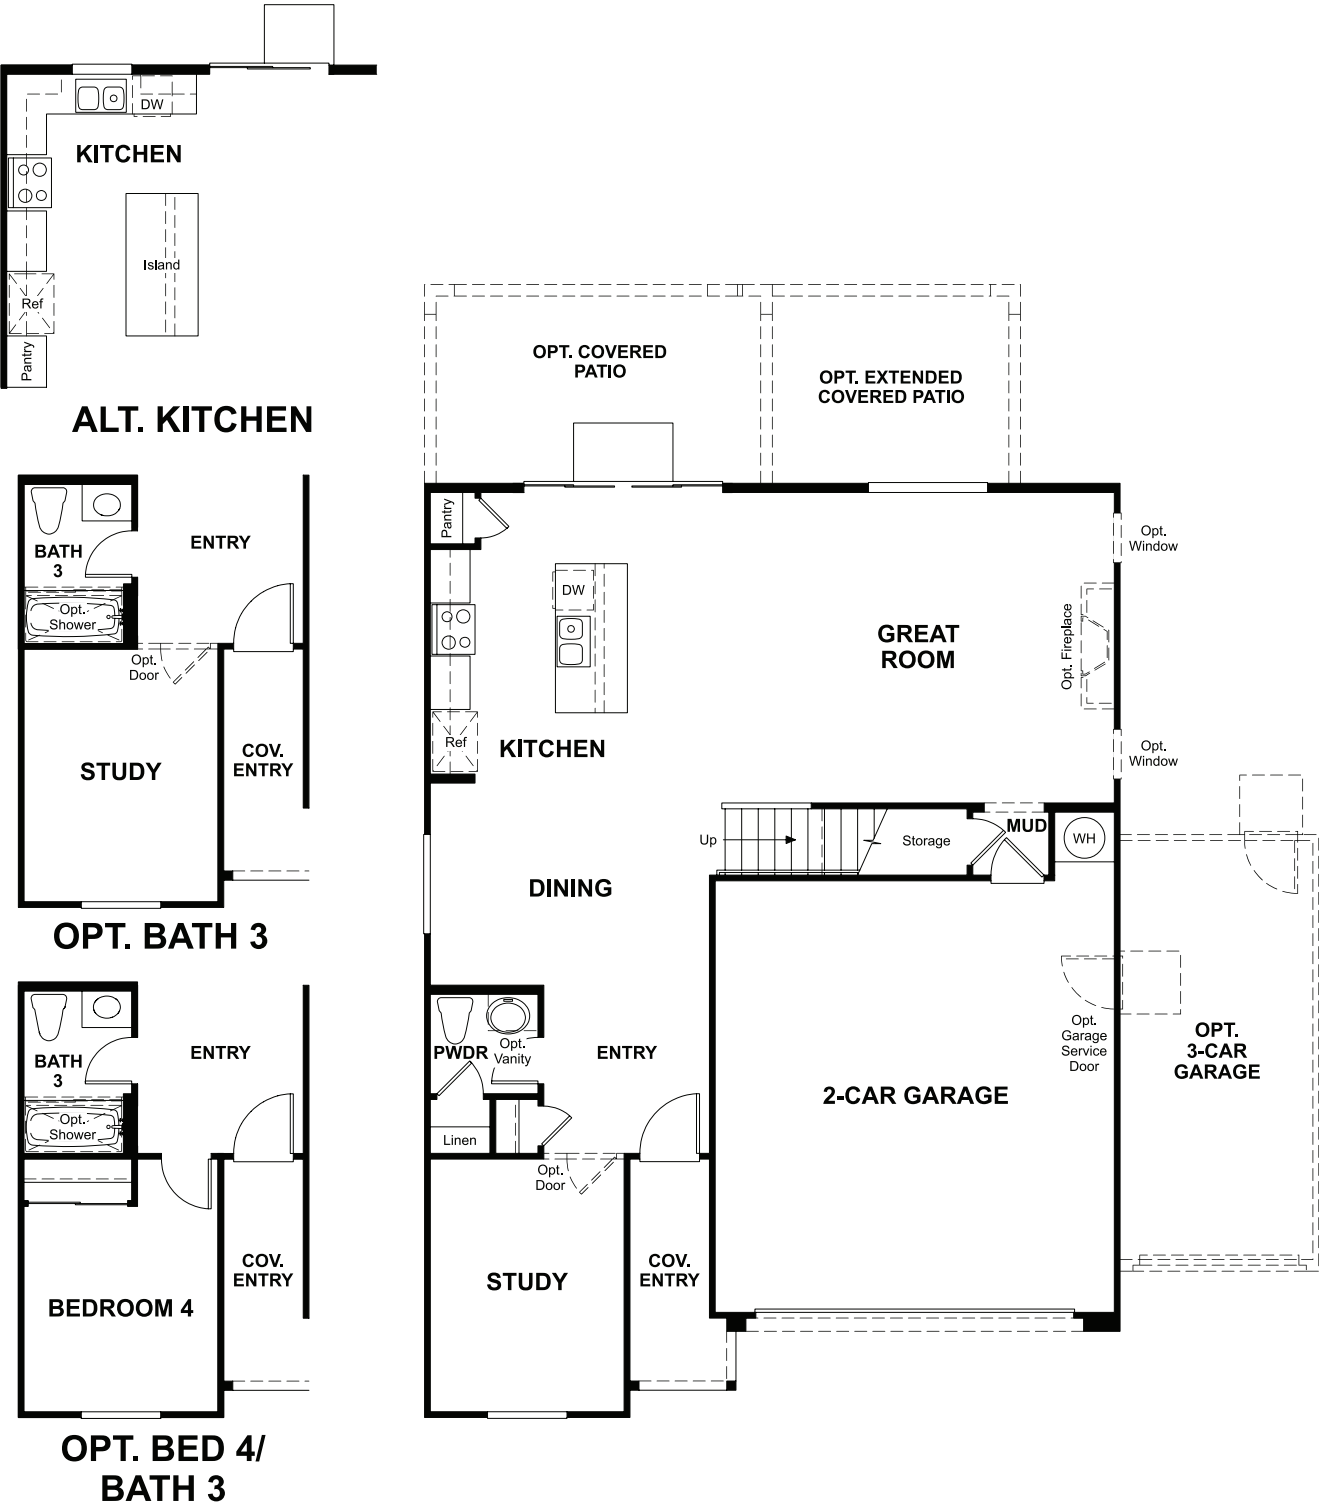 DW
KITCHEN
Island
Ref
Pantry
ALT. KITCHEN
BATH
3
ENTRY
Opt.
Shower
Opt.
Door
STUDY
COV.
ENTRY
OPT. BATH 3
BATH
3
ENTRY
Opt.
Shower
COV.
ENTRY
BEDROOM 4
OPT. BED 4/
BATH 3
OPT. COVERED
PATIO
OPT. EXTENDED
COVERED PATIO
Pantry
Opt.
Window
DW
GREAT
ROOM
Opt. Fireplace
Ref
KITCHEN
Opt.
Window
Up
Storage
MUD
WH
DINING
PWDR
Opt.
Vanity
ENTRY
Linen
Opt.
Door
STUDY
COV.
ENTRY
2-CAR GARAGE
Opt.
Garage
Service
Door
OPT.
3-CAR
GARAGE